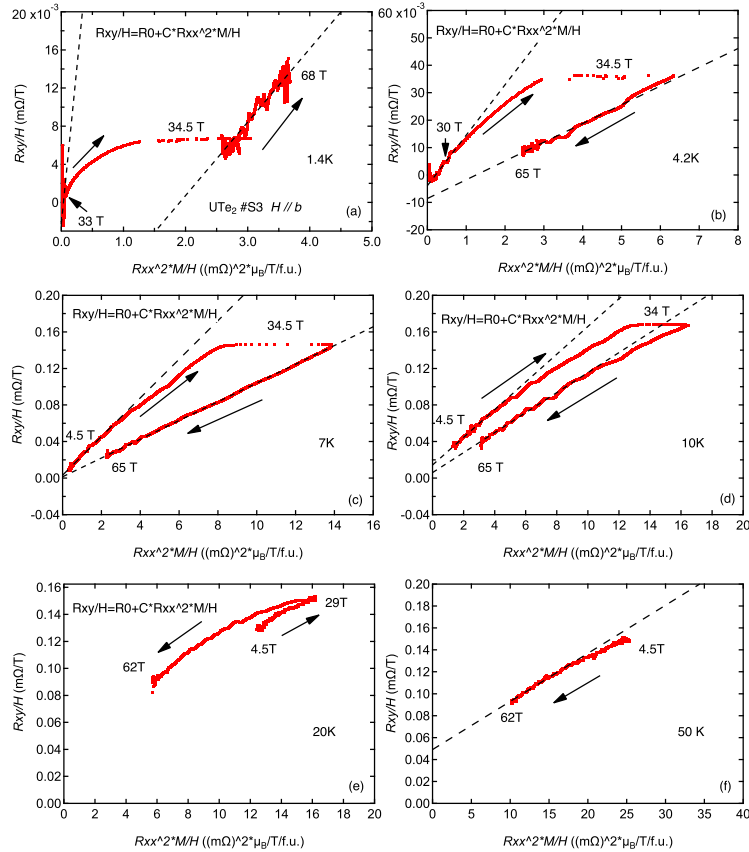 20 x10⁻³
16
12
8
4
0
Rxy/H (mΩ/T)
Rxy/H=R0+C*Rxx^2*M/H
68 T
34.5 T
1.4K
33 T
UTe₂ #S3 H // b
(a)
0.0 1.0 2.0 3.0 4.0 5.0
Rxx^2*M/H ((mΩ)^2*μ_B/T/f.u.)
60 x10⁻³
50
40
30
20
10
0
-10
Rxy/H (mΩ/T)
Rxy/H=R0+C*Rxx^2*M/H
34.5 T
30 T
65 T
4.2K
(b)
0 1 2 3 4 5 6 7 8
Rxx^2*M/H ((mΩ)^2*μ_B/T/f.u.)
0.20
0.16
0.12
0.08
0.04
0.00
-0.04
Rxy/H (mΩ/T)
Rxy/H=R0+C*Rxx^2*M/H
34.5 T
4.5 T
65 T
7K
(c)
0 2 4 6 8 10 12 14 16
Rxx^2*M/H ((mΩ)^2*μ_B/T/f.u.)
0.20
0.16
0.12
0.08
0.04
0.00
-0.04
Rxy/H (mΩ/T)
Rxy/H=R0+C*Rxx^2*M/H
34 T
4.5 T
65 T
10K
(d)
0 2 4 6 8 10 12 14 16 18 20
Rxx^2*M/H ((mΩ)^2*μ_B/T/f.u.)
0.16
0.14
0.12
0.10
0.08
0.06
0.04
0.02
0.00
Rxy/H (mΩ/T)
Rxy/H=R0+C*Rxx^2*M/H
29T
4.5T
62T
20K
(e)
0 2 4 6 8 10 12 14 16 18 20
Rxx^2*M/H ((mΩ)^2*μ_B/T/f.u.)
0.20
0.18
0.16
0.14
0.12
0.10
0.08
0.06
0.04
0.02
0.00
Rxy/H (mΩ/T)
4.5T
62T
50 K
(f)
0 5 10 15 20 25 30 35 40
Rxx^2*M/H ((mΩ)^2*μ_B/T/f.u.)